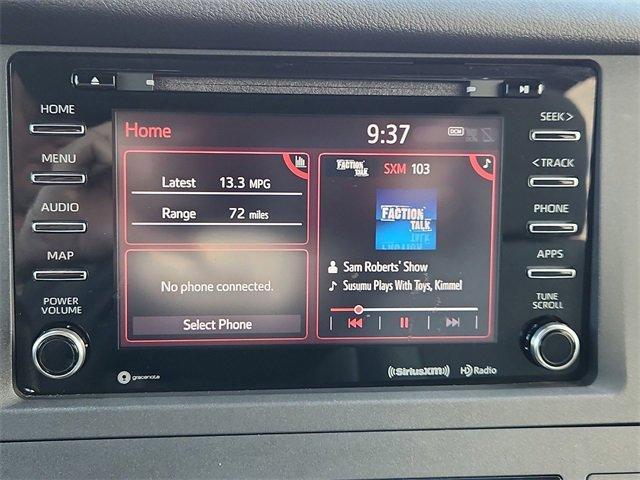 HOME
MENU
AUDIO
MAP
POWER
VOLUME
Home
9:37
DCM
Latest 13.3 MPG
Range 72 miles
No phone connected.
Select Phone
FACTION
TALK
SXM 103
FACTION
TALK
Sam Roberts' Show
Susumu Plays With Toys, Kimmel
SEEK >
< TRACK
PHONE
APPS
TUNE
SCROLL
gracenote
((SiriusXM))
HD Radio